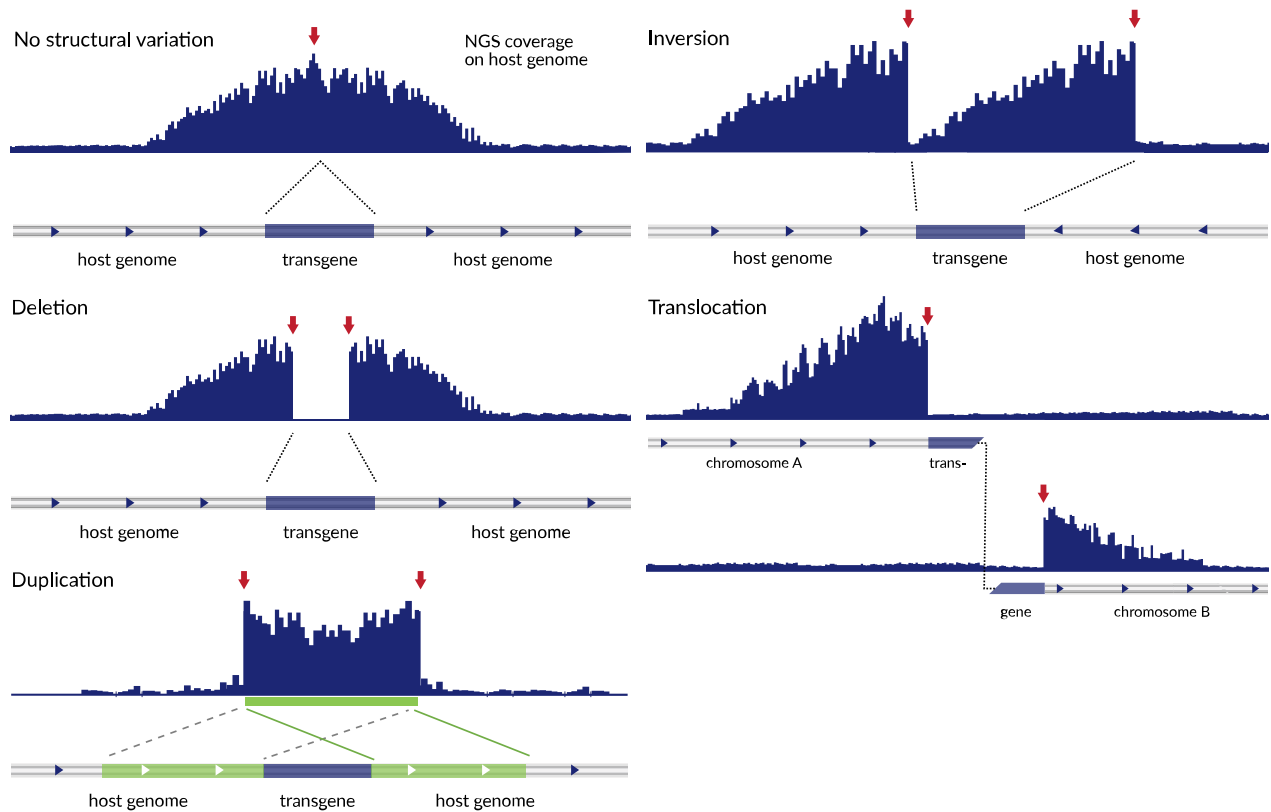 No structural variation
NGS coverage
on host genome
host genome
transgene
host genome
Deletion
host genome
transgene
host genome
Duplication
host genome
transgene
host genome
Inversion
host genome
transgene
host genome
Translocation
chromosome A
trans-
gene
chromosome B